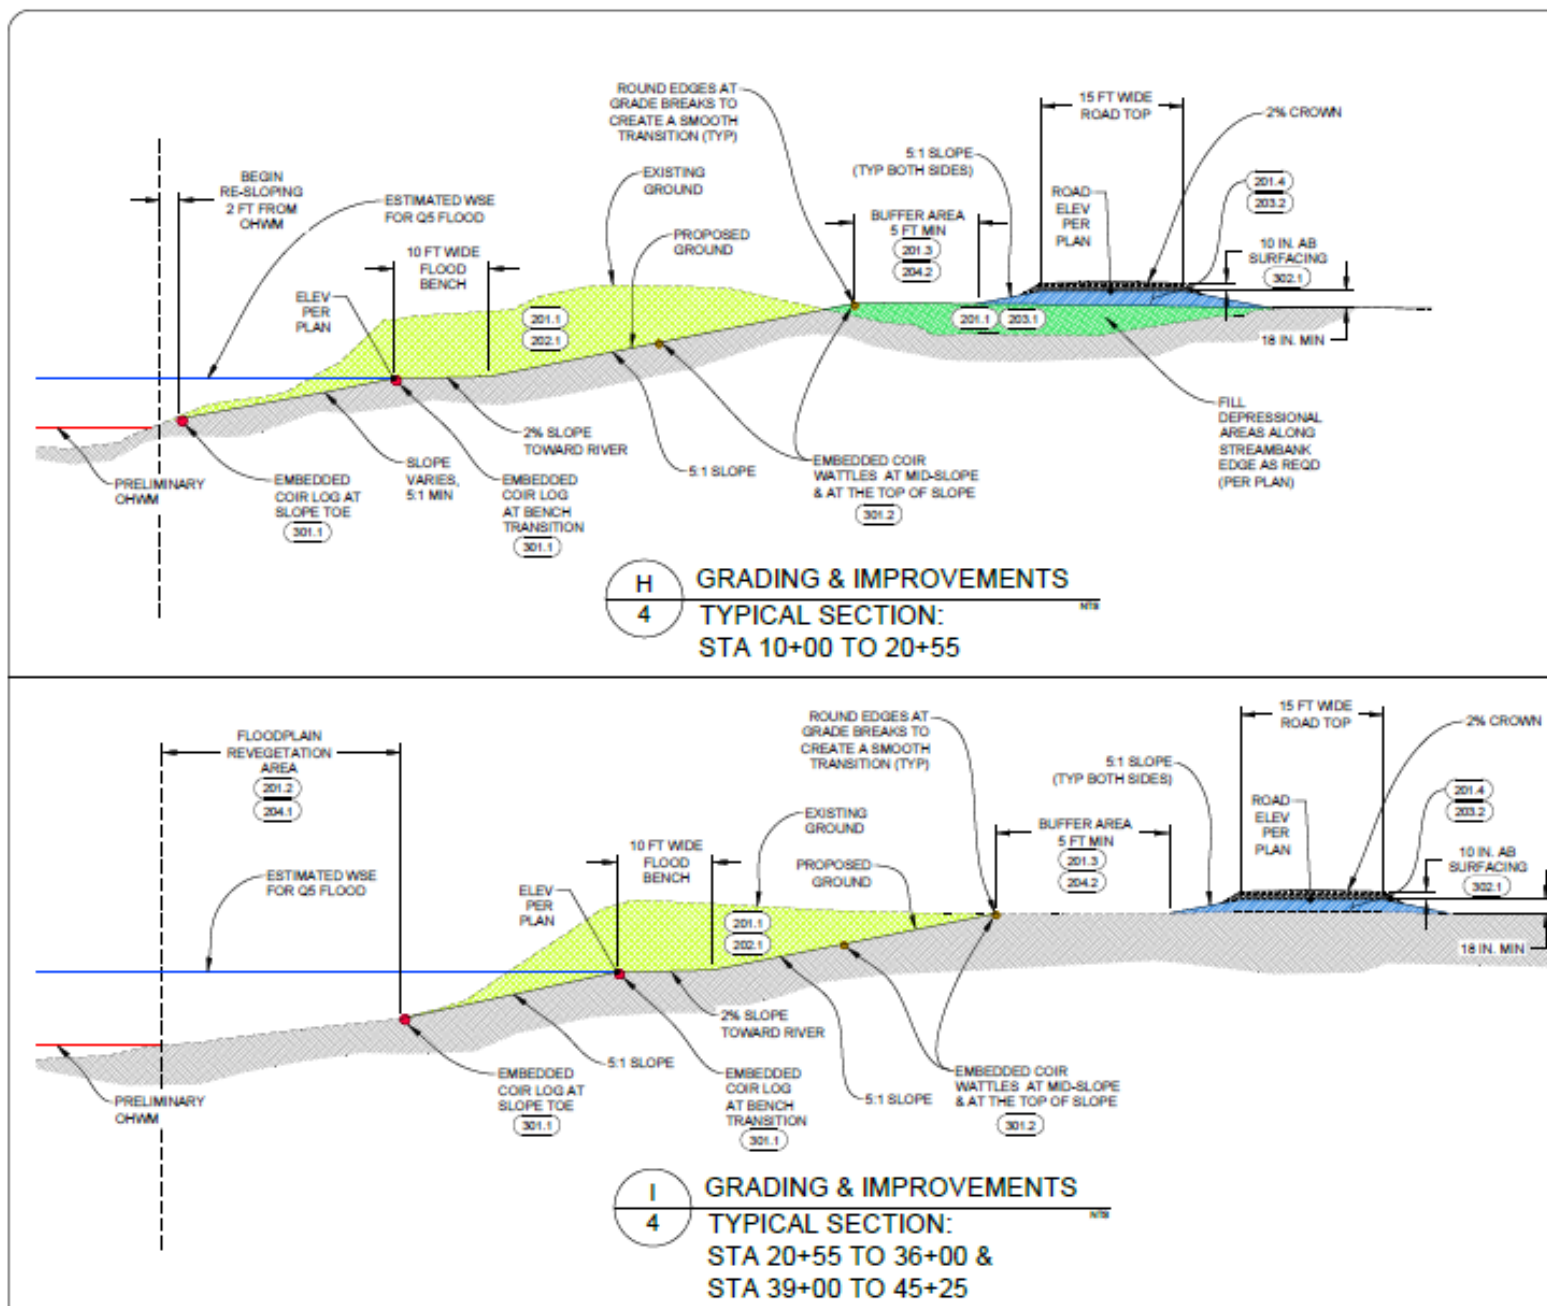 ROUND EDGES AT
GRADE BREAKS TO
CREATE A SMOOTH
TRANSITION (TYP)
15 FT WIDE
ROAD TOP
2% CROWN
5:1 SLOPE
(TYP BOTH SIDES)
BEGIN
RE-SLOPING
2 FT FROM
OHWM
ESTIMATED WSE
FOR Q5 FLOOD
EXISTING
GROUND
ROAD
ELEV
PER
PLAN
201.4
203.2
BUFFER AREA
5 FT MIN
201.3
204.2
PROPOSED
GROUND
10 FT WIDE
FLOOD
BENCH
10 IN. AB
SURFACING
302.1
ELEV
PER
PLAN
201.1
202.1
201.1
203.1
18 IN. MIN
2% SLOPE
TOWARD RIVER
FILL
DEPRESSIONAL
AREAS ALONG
STREAMBANK
EDGE AS REQD
(PER PLAN)
PRELIMINARY
OHWM
EMBEDDED
COIR LOG AT
SLOPE TOE
301.1
SLOPE
VARIES,
5:1 MIN
EMBEDDED
COIR LOG
AT BENCH
TRANSITION
301.1
5:1 SLOPE
EMBEDDED COIR
WATTLES AT MID-SLOPE
& AT THE TOP OF SLOPE
301.2
H
4
GRADING & IMPROVEMENTS
NTS
TYPICAL SECTION:
STA 10+00 TO 20+55
FLOODPLAIN
REVEGETATION
AREA
201.2
204.1
ROUND EDGES AT
GRADE BREAKS TO
CREATE A SMOOTH
TRANSITION (TYP)
15 FT WIDE
ROAD TOP
2% CROWN
5:1 SLOPE
(TYP BOTH SIDES)
ROAD
ELEV
PER
PLAN
201.4
203.2
EXISTING
GROUND
BUFFER AREA
5 FT MIN
201.3
204.2
10 FT WIDE
FLOOD
BENCH
PROPOSED
GROUND
10 IN. AB
SURFACING
302.1
ESTIMATED WSE
FOR Q5 FLOOD
ELEV
PER
PLAN
201.1
202.1
18 IN. MIN
2% SLOPE
TOWARD RIVER
PRELIMINARY
OHWM
EMBEDDED
COIR LOG AT
SLOPE TOE
301.1
5:1 SLOPE
EMBEDDED
COIR LOG
AT BENCH
TRANSITION
301.1
5:1 SLOPE
EMBEDDED COIR
WATTLES AT MID-SLOPE
& AT THE TOP OF SLOPE
301.2
I
4
GRADING & IMPROVEMENTS
NTS
TYPICAL SECTION:
STA 20+55 TO 36+00 &
STA 39+00 TO 45+25